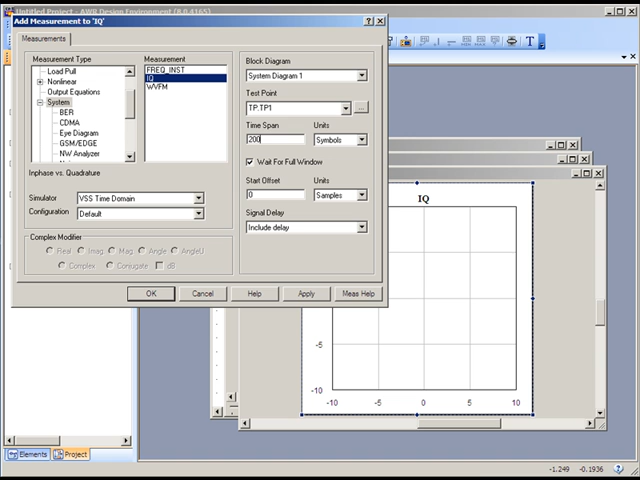 Untitled Project - AWR Design Environment (8.0.4165)
Add Measurement to 'IQ'
Measurements
Measurement Type
Load Pull
Nonlinear
Output Equations
System
BER
CDMA
Eye Diagram
GSM/EDGE
NW Analyzer
Measurement
FREQ_INST
IQ
WVFM
Inphase vs. Quadrature
Simulator
VSS Time Domain
Configuration
Default
Complex Modifier
Real
Imag
Mag
Angle
AngleU
Complex
Conjugate
dB
Block Diagram
System Diagram 1
Test Point
TP.TP1
...
Time Span
Units
200
Symbols
Wait For Full Window
Start Offset
Units
0
Samples
Signal Delay
Include delay
OK
Cancel
Help
Apply
Meas Help
IQ
-5
-10
-10
-5
0
5
10
Elements
Project
-1.249
-0.1936